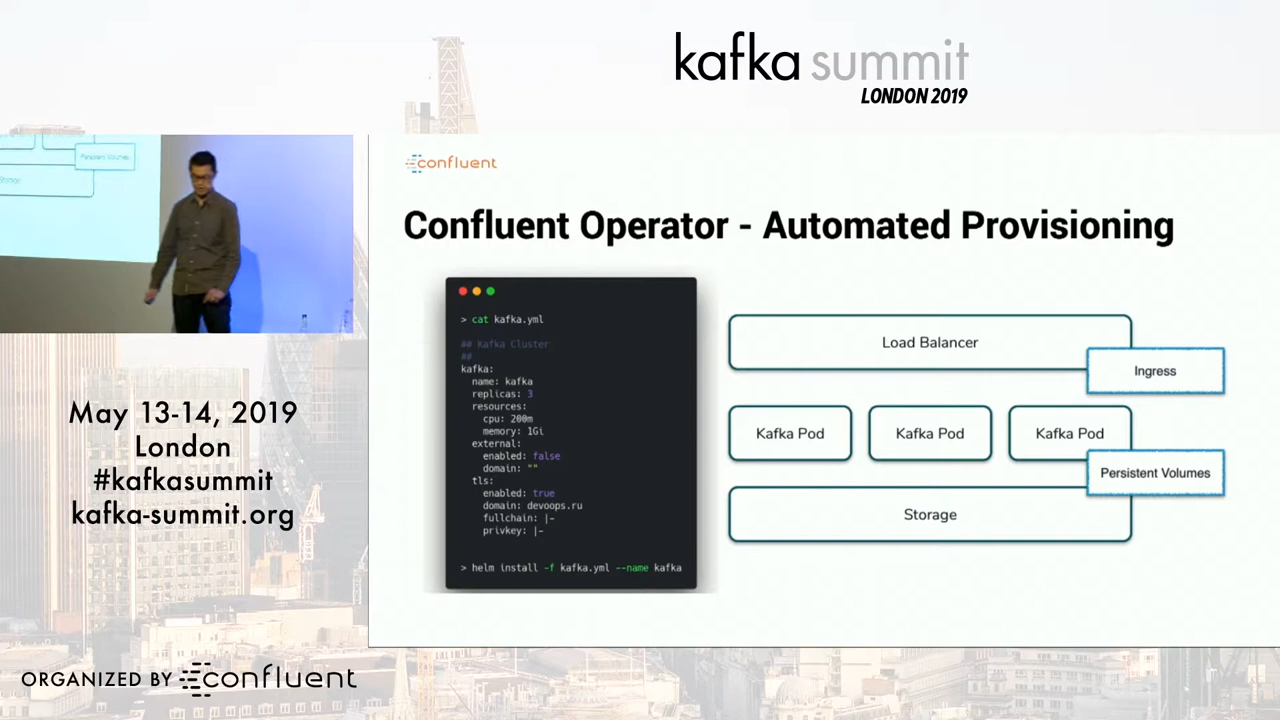 kafka summit
LONDON 2019
Persistent Volumes
confluent
Confluent Operator - Automated Provisioning
> cat kafka.yml
## Kafka Cluster
##
kafka:
name: kafka
replicas: 3
resources:
cpu: 200m
memory: 1Gi
external:
enabled: false
domain: ""
tls:
enabled: true
domain: devoops.ru
fullchain: |-
privkey: |-
> helm install -f kafka.yml --name kafka
Load Balancer
Ingress
Kafka Pod
Kafka Pod
Kafka Pod
Persistent Volumes
Storage
May 13-14, 2019
London
#kafkasummit
kafka-summit.org
ORGANIZED BY confluent